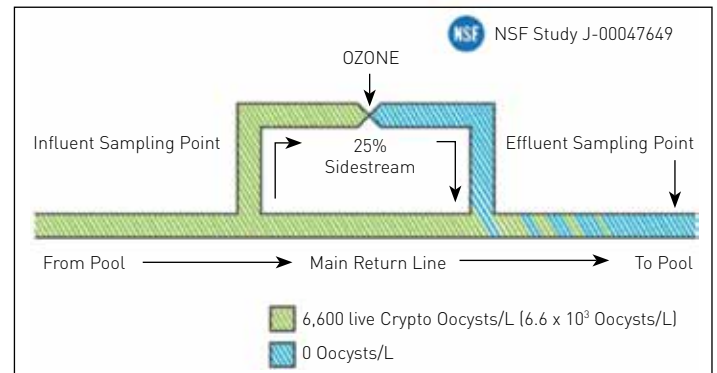 NSF NSF Study J-00047649
OZONE
Influent Sampling Point
25%
Sidestream
Effluent Sampling Point
From Pool
Main Return Line
To Pool
6,600 live Crypto Oocysts/L (6.6 x 10³ Oocysts/L)
0 Oocysts/L